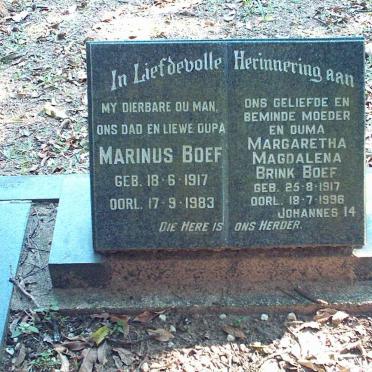 In Liefdevolle Herinnering aan
MY DIERBARE OU MAN,
ONS DAD EN LIEWE OUPA
MARINUS BOEF
GEB. 18-6-1917
OORL. 17-9-1983
ONS GELIEFDE EN
BEMINDE MOEDER
EN OUMA
MARGARETHA
MAGDALENA
BRINK BOEF
GEB. 25-8-1917
OORL. 18-7-1996
JOHANNES 14
DIE HERE IS ONS HERDER.